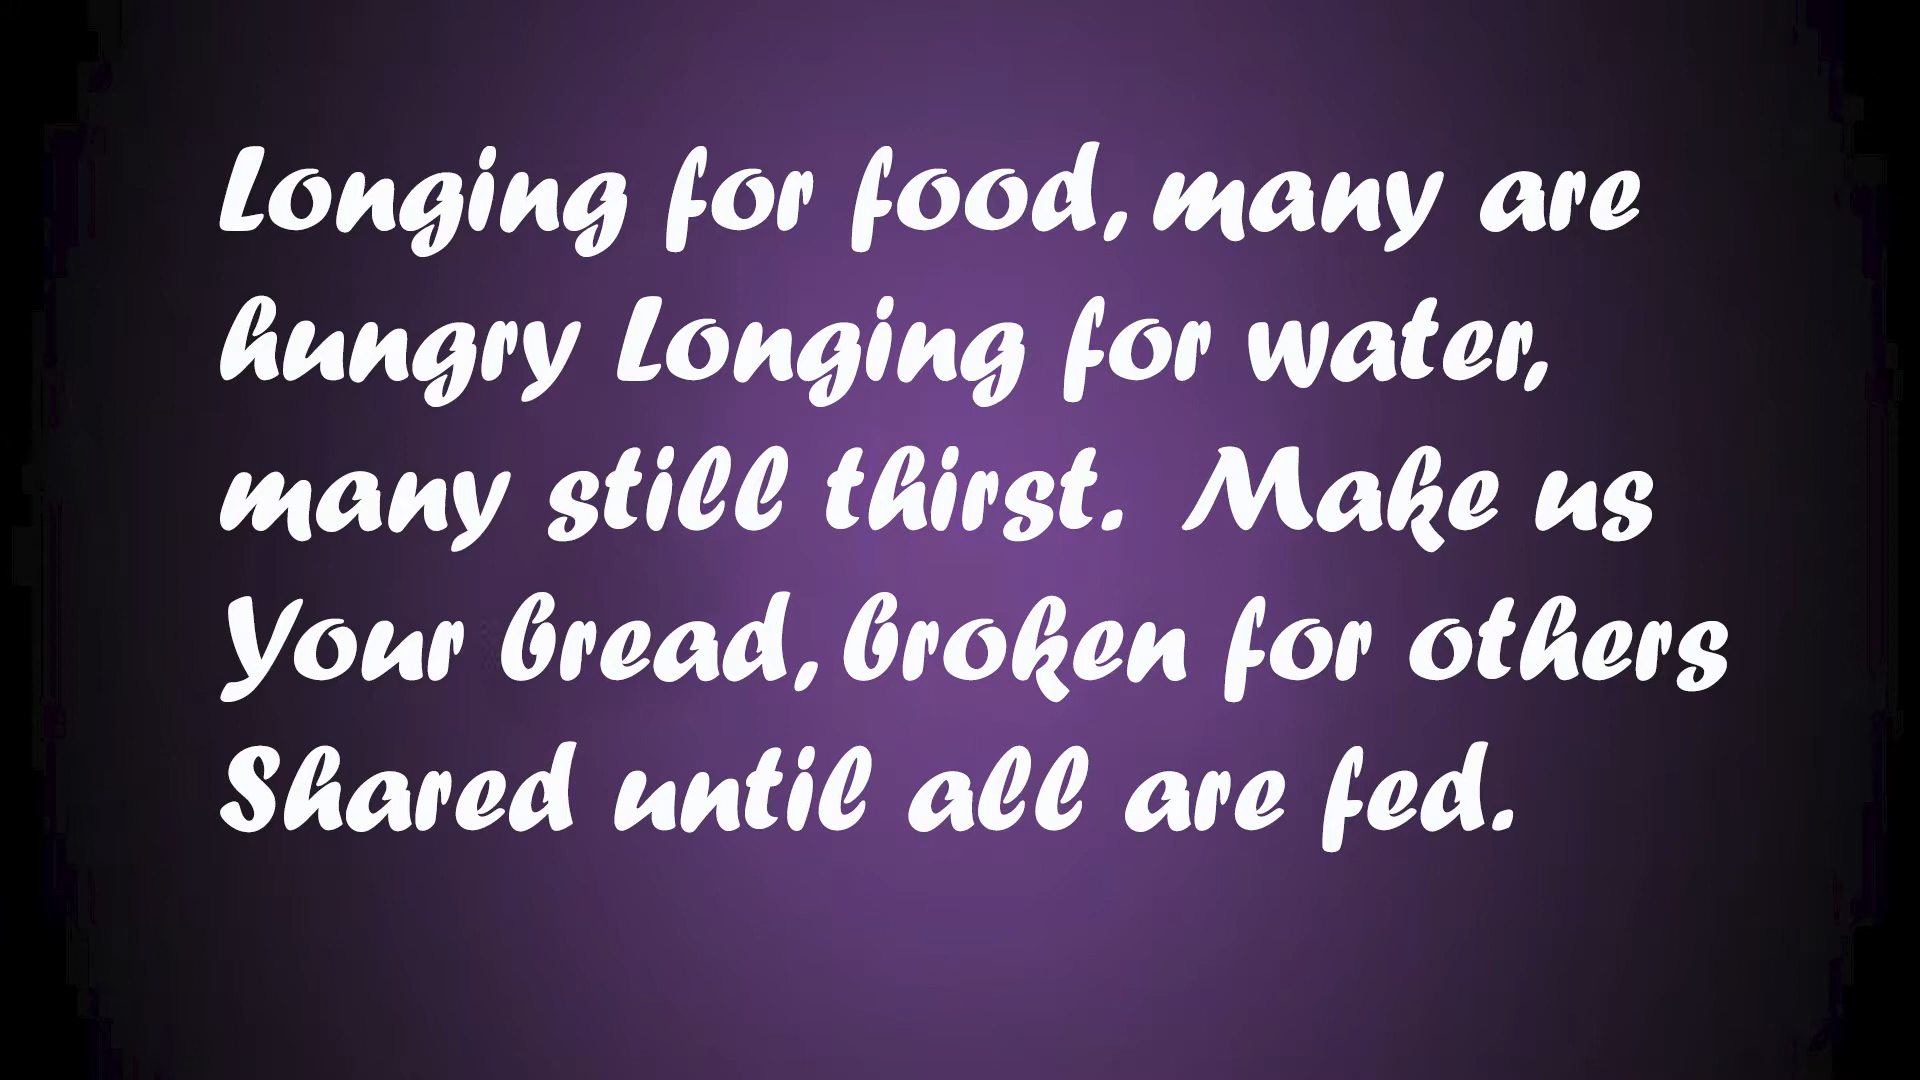 Longing for food, many are
hungry Longing for water,
many still thirst.  Make us
Your bread, broken for others
Shared until all are fed.